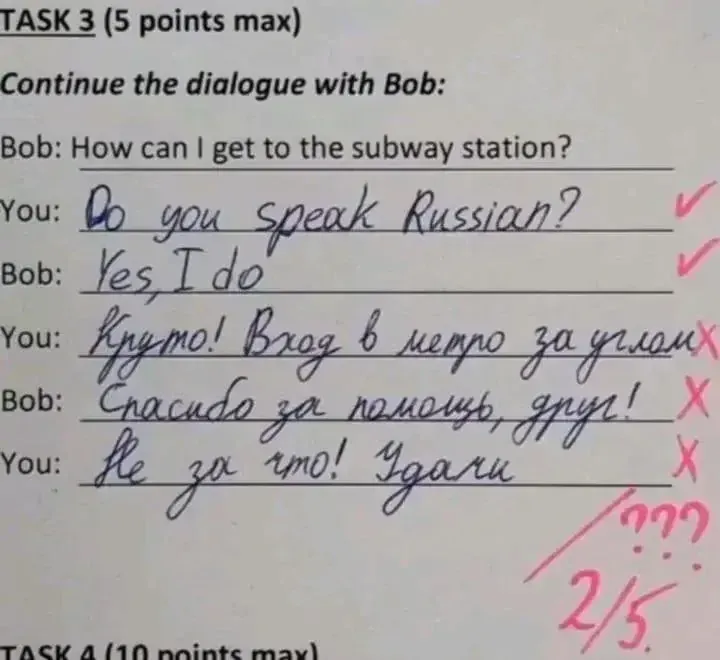 TASK 3 (5 points max)
Continue the dialogue with Bob:
Bob: How can I get to the subway station?
You: Do you speak Russian?
Bob: Yes, I do
You: Круто! Вход в метро за углом
Bob: Спасибо за помощь, друг!
You: Не за что! Удачи
???
2/5.
TASK 4 (10 points max)